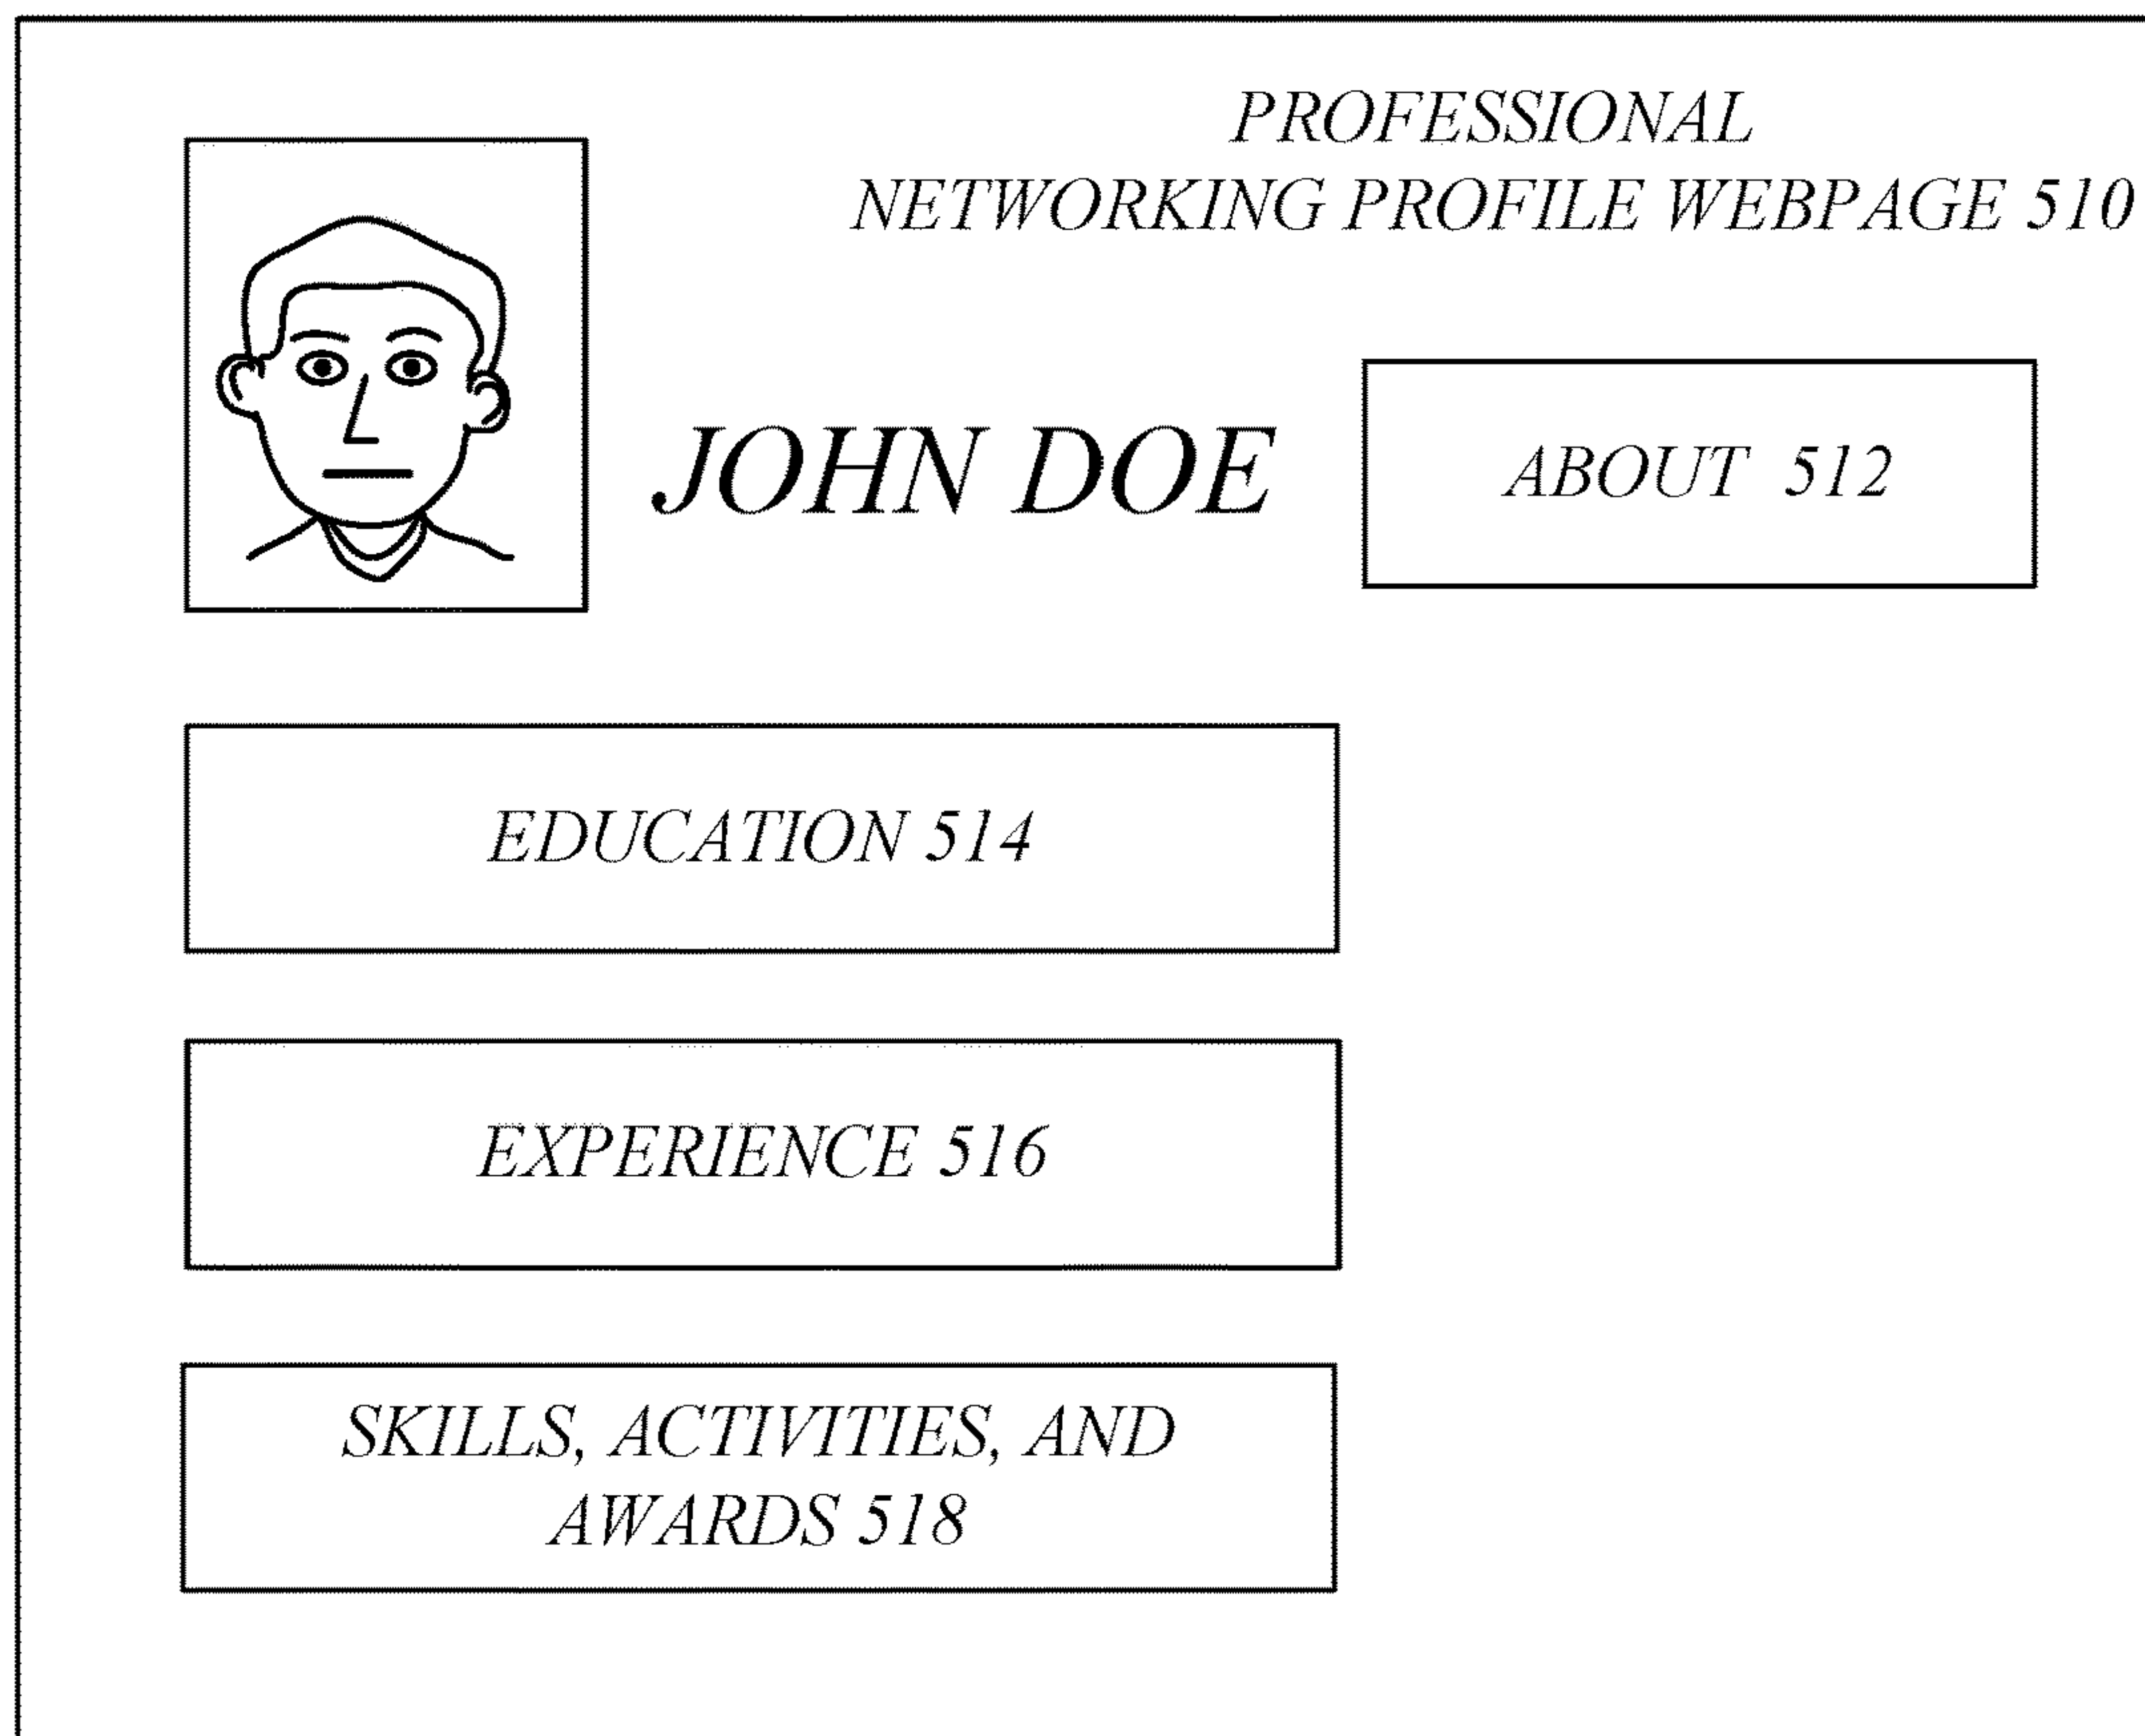 PROFESSIONAL
NETWORKING PROFILE WEBPAGE 510
JOHN DOE
ABOUT 512
EDUCATION 514
EXPERIENCE 516
SKILLS, ACTIVITIES, AND
AWARDS 518